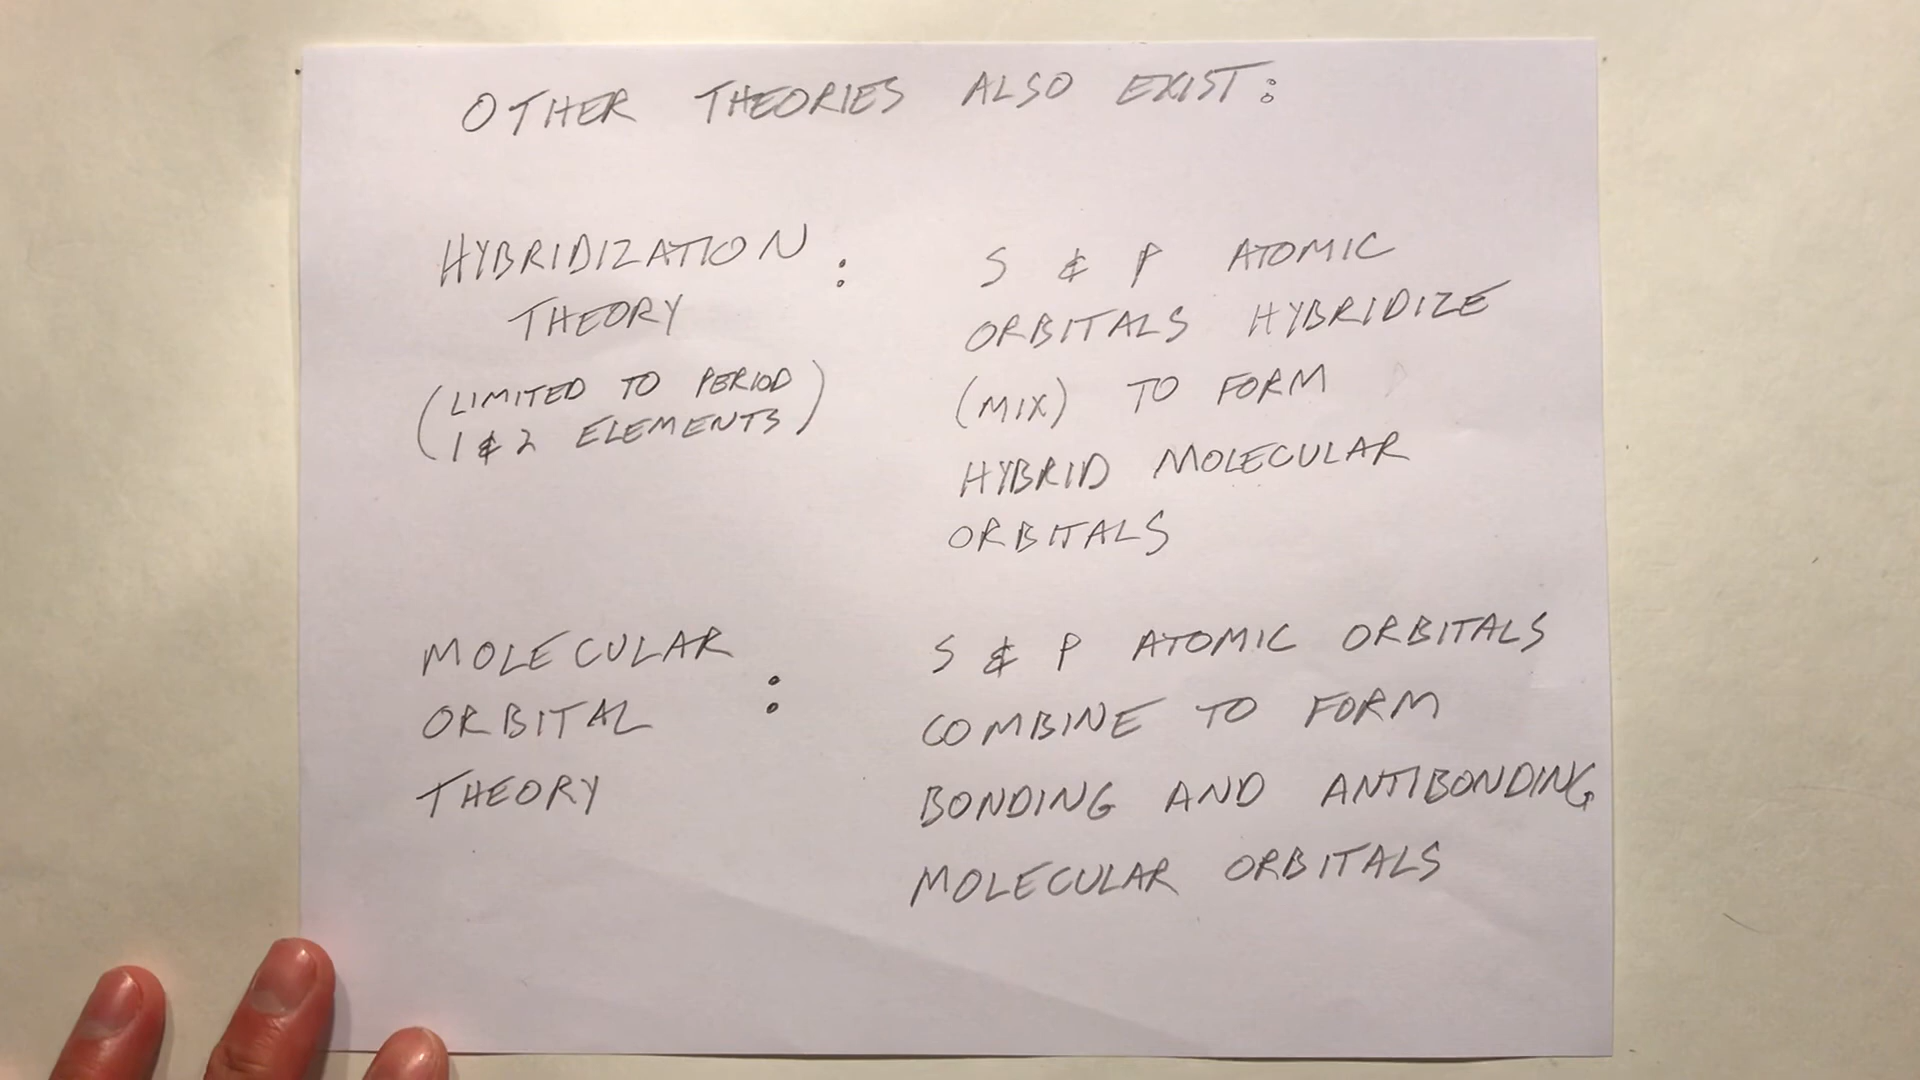 OTHER THEORIES ALSO EXIST:
HYBRIDIZATION :
THEORY
(LIMITED TO PERIOD
1 & 2 ELEMENTS)
S & P ATOMIC
ORBITALS HYBRIDIZE
(MIX) TO FORM
HYBRID MOLECULAR
ORBITALS
MOLECULAR
ORBITAL :
THEORY
S & P ATOMIC ORBITALS
COMBINE TO FORM
BONDING AND ANTIBONDING
MOLECULAR ORBITALS